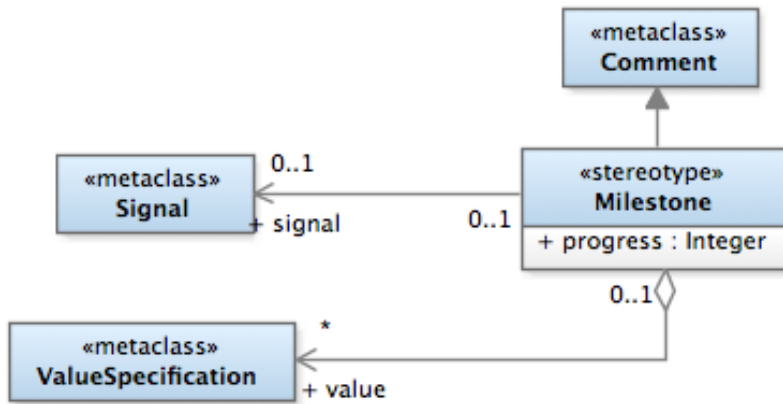 «metaclass»
Comment
«metaclass»
Signal
0..1
+ signal
0..1
«stereotype»
Milestone
+ progress : Integer
0..1
«metaclass»
ValueSpecification
*
+ value